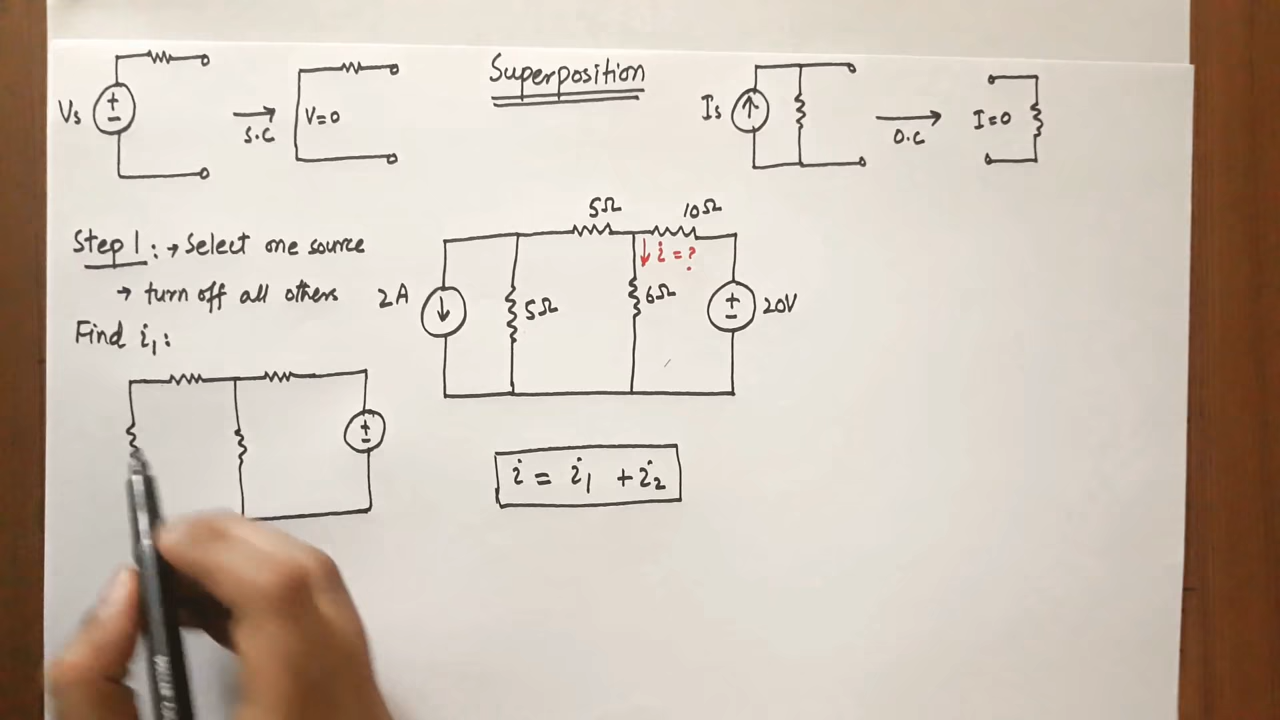 Superposition
Vs
+
-
S.C
V=0
Is
O.C
I=0
Step 1: → Select one source
→ turn off all others
Find i₁:
5Ω
10Ω
i = ?
2A
5Ω
6Ω
+
-
20V
+
-
i = i₁ + i₂